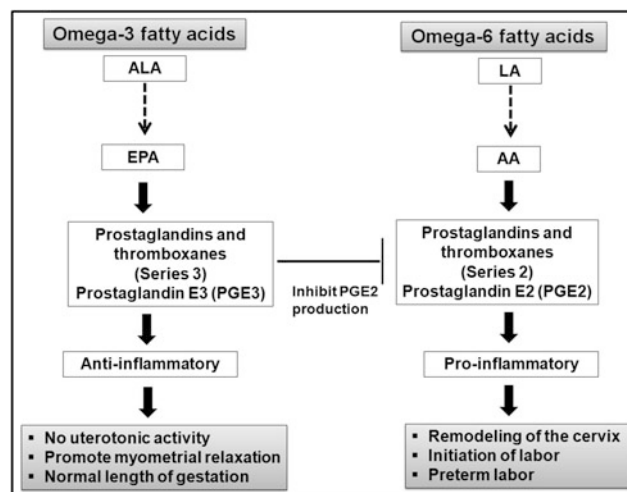 Omega-3 fatty acids
ALA
EPA
Prostaglandins and
thromboxanes
(Series 3)
Prostaglandin E3 (PGE3)
Anti-inflammatory
▪ No uterotonic activity
▪ Promote myometrial relaxation
▪ Normal length of gestation
Inhibit PGE2
production
Omega-6 fatty acids
LA
AA
Prostaglandins and
thromboxanes
(Series 2)
Prostaglandin E2 (PGE2)
Pro-inflammatory
▪ Remodeling of the cervix
▪ Initiation of labor
▪ Preterm labor